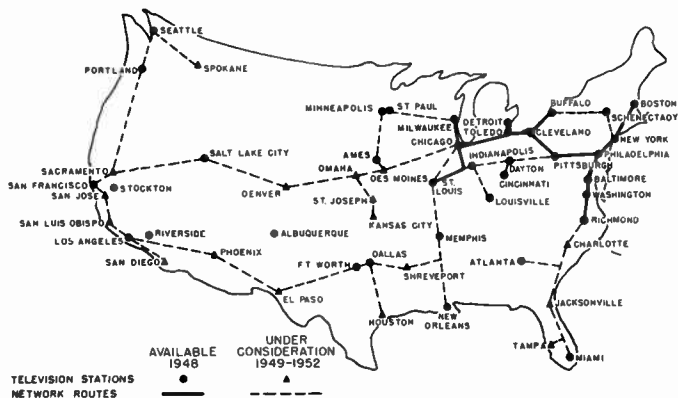 SEATTLE
PORTLAND
SPOKANE
MIHNEAPOLIS
ST PAUL
MILWAUKEE
CHICAGO
DETROIT
TOLEDO
CLEVELAND
BUFFALO
BOSTON
SCHENECTADY
NEW YORK
PHILADELPHIA
PITTSBURGH
BALTIMORE
WASHINGTON
RICHMOND
INDIANAPOLIS
DAYTON
CINCINNATI
LOUISVILLE
ST. LOUIS
AMES
OMAHA
DES MOINES
ST. JOSEPH
KANSAS CITY
SACRAMENTO
SALT LAKE CITY
DENVER
SAN FRANCISCO
STOCKTON
SAN JOSE
SAN LUIS OBISPO
LOS ANGELES
RIVERSIDE
SAN DIEGO
PHOENIX
ALBUQUERQUE
EL PASO
FT WORTH
DALLAS
SHREVEPORT
HOUSTON
MEMPHIS
NEW ORLEANS
CHARLOTTE
ATLANTA
JACKSONVILLE
TAMPA
MIAMI
AVAILABLE 1948
UNDER CONSIDERATION 1949-1952
TELEVISION STATIONS
NETWORK ROUTES